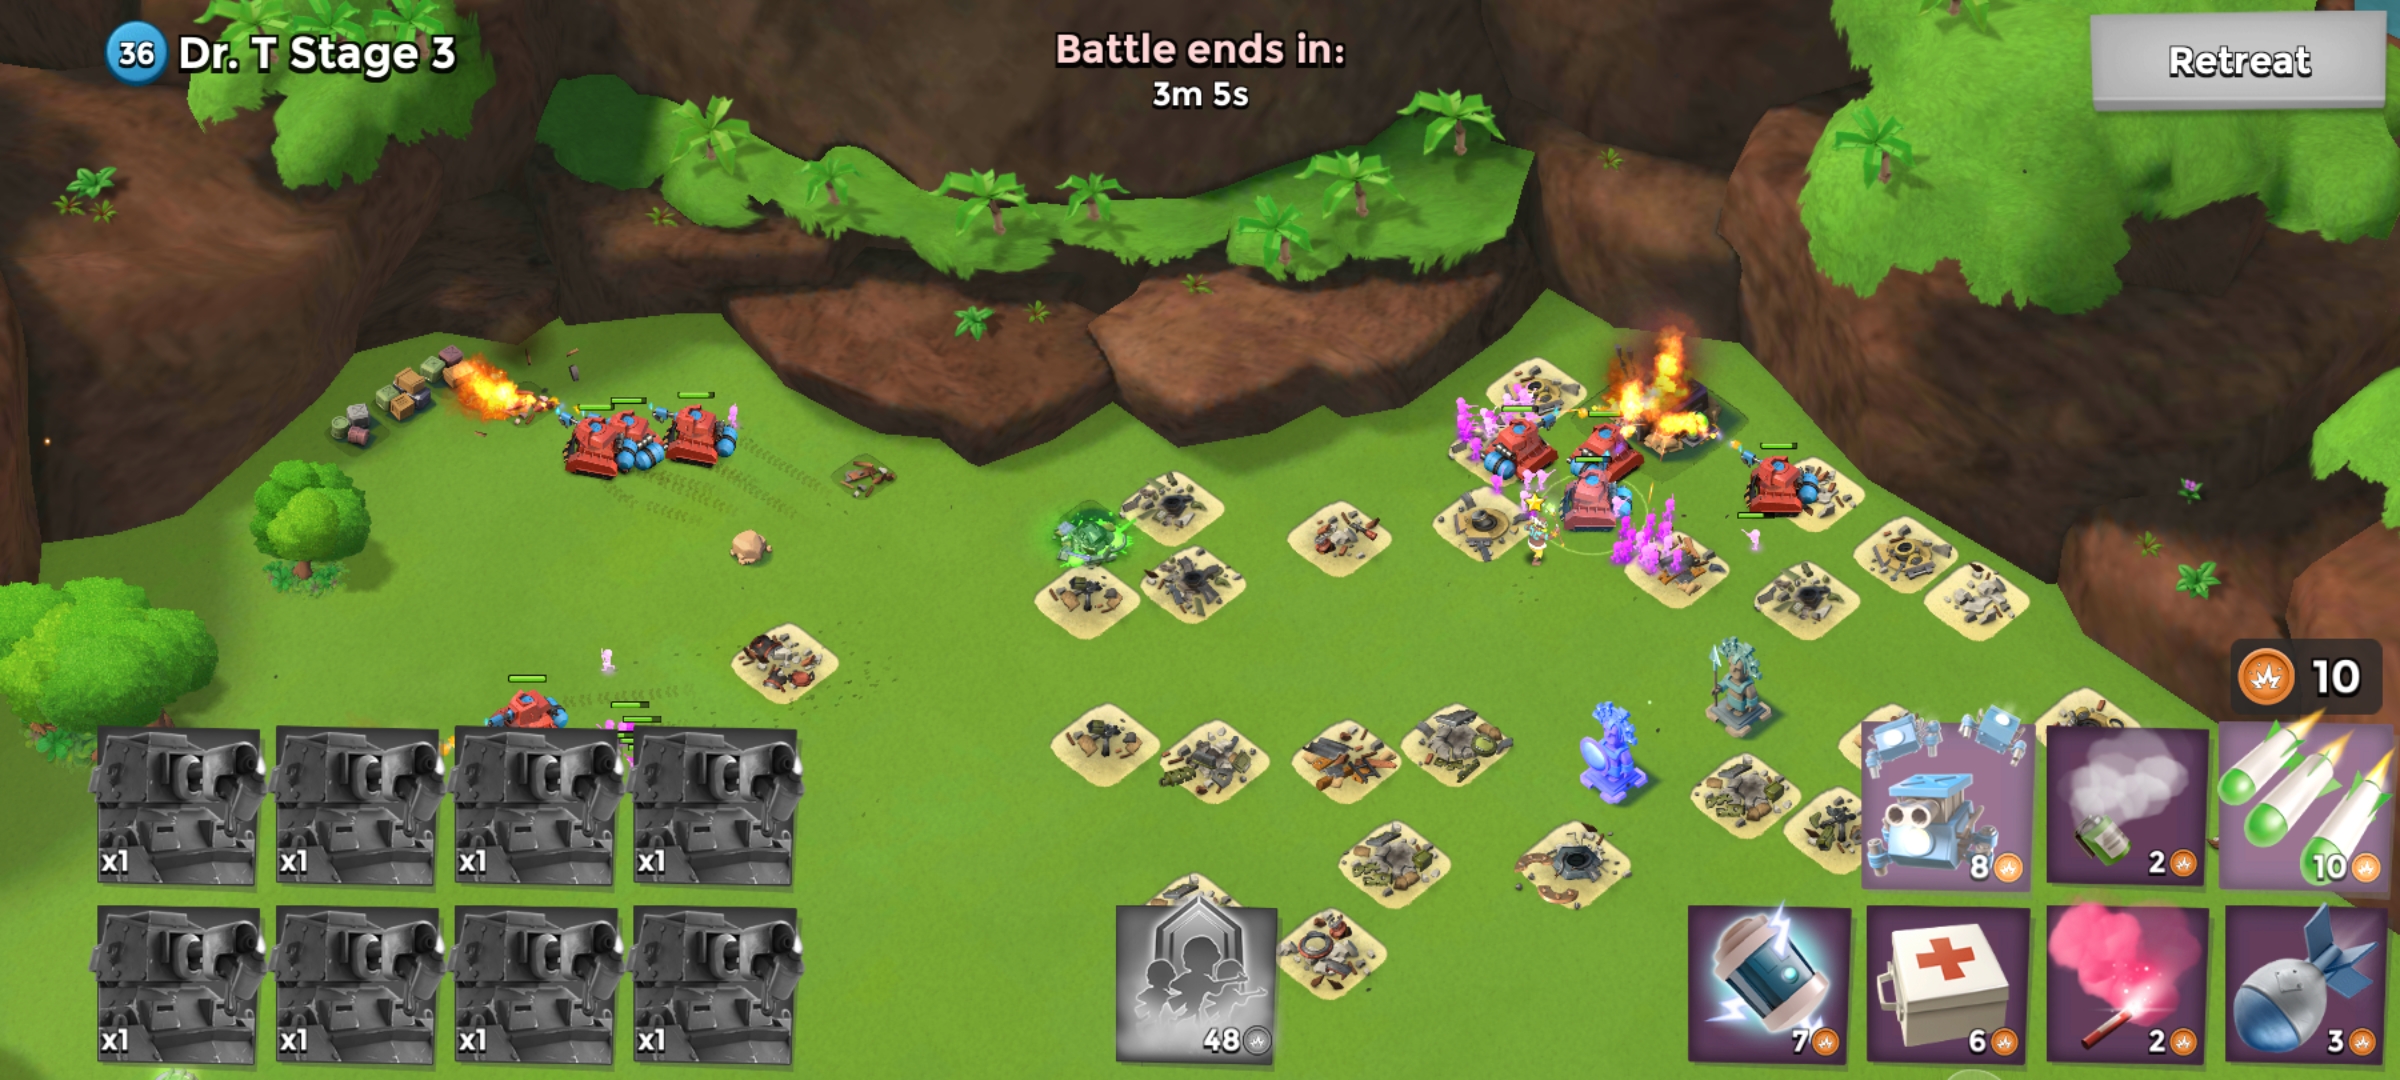 36 Dr. T Stage 3
Battle ends in:
3m 5s
Retreat
10
x1 x1 x1 x1
8 2 10
x1 x1 x1 x1
48
7 6 2 3